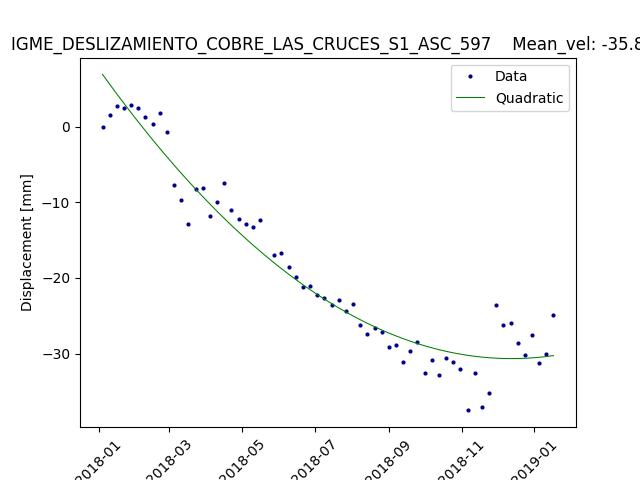 IGME_DESLIZAMIENTO_COBRE_LAS_CRUCES_S1_ASC_597 Mean_vel: -35.8
Data
Quadratic
Displacement [mm]
0
−10
−20
−30
2018-01
2018-03
2018-05
2018-07
2018-09
2018-11
2019-01